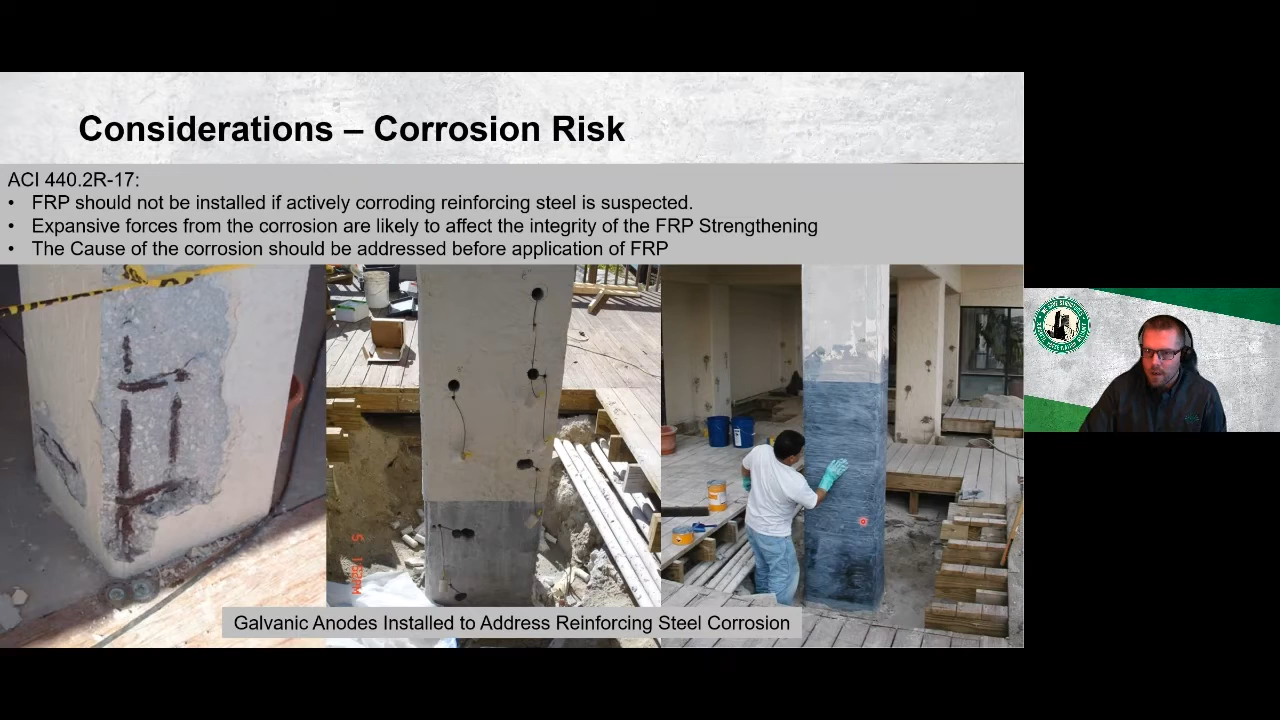 Considerations – Corrosion Risk
ACI 440.2R-17:
• FRP should not be installed if actively corroding reinforcing steel is suspected.
• Expansive forces from the corrosion are likely to affect the integrity of the FRP Strengthening
• The Cause of the corrosion should be addressed before application of FRP
Galvanic Anodes Installed to Address Reinforcing Steel Corrosion